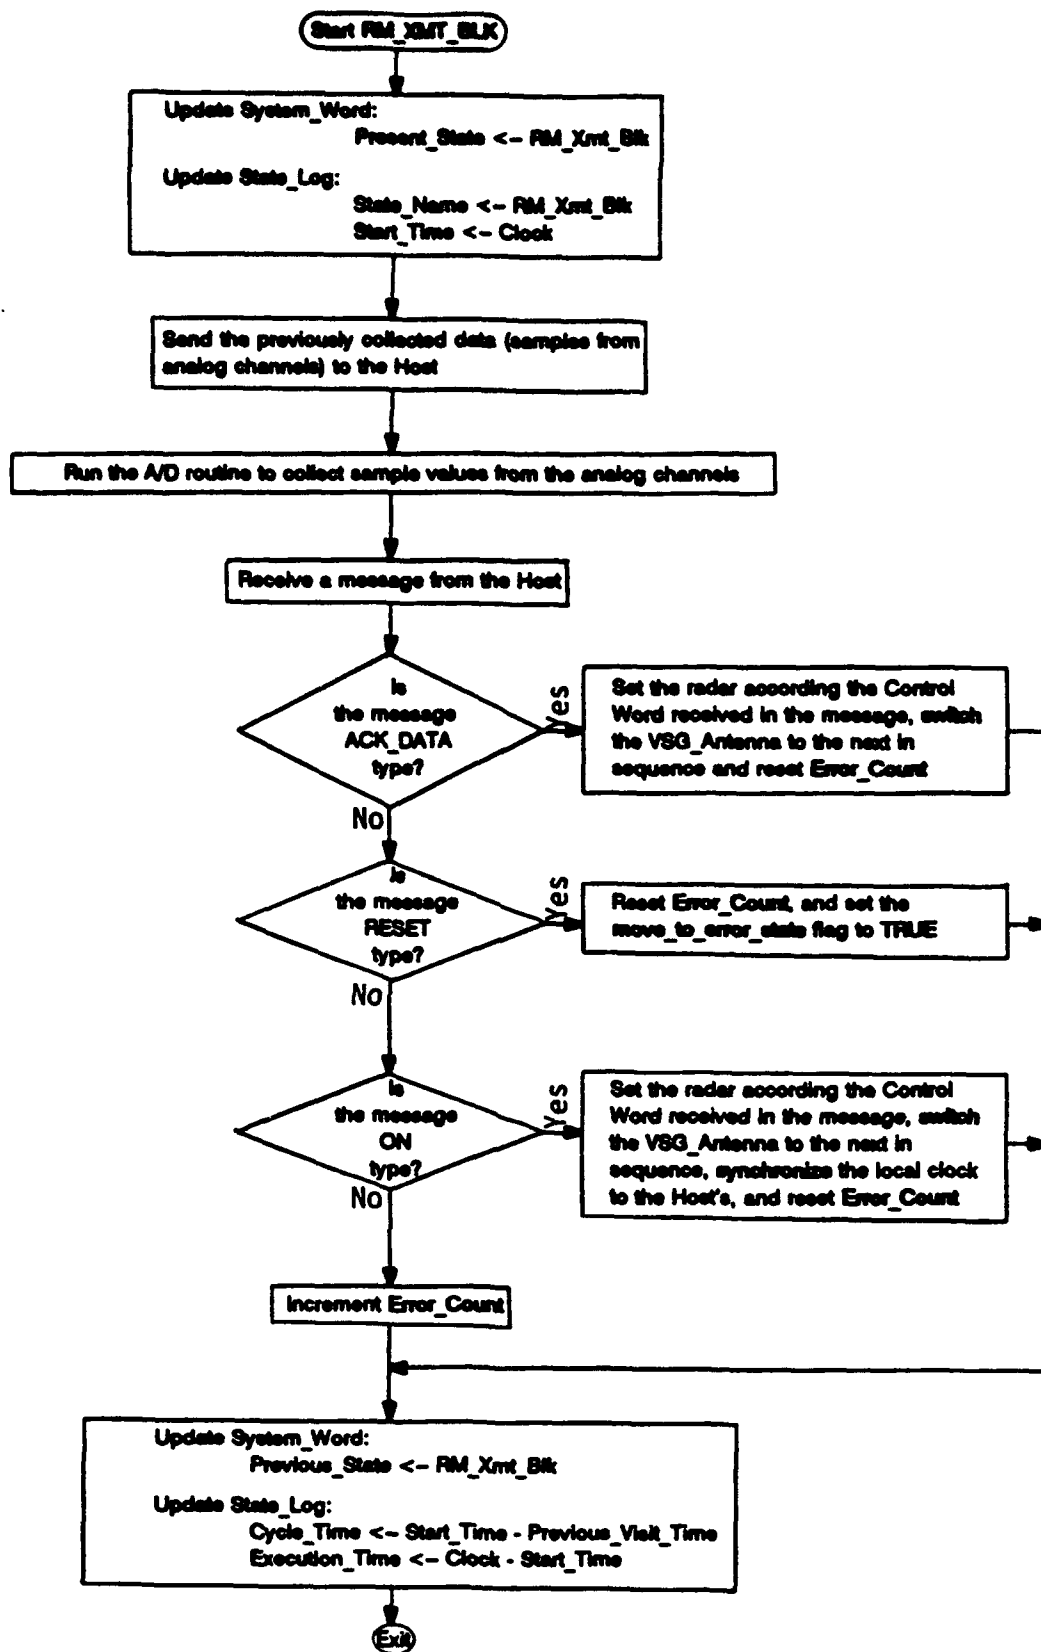 Start RM_XMT_BLK
Update System_Word:
Present_State <- RM_Xmt_Blk
Update State_Log:
State_Name <- RM_Xmt_Blk
Start_Time <- Clock
Send the previously collected data (samples from
analog channels) to the Host
Run the A/D routine to collect sample values from the analog channels
Receive a message from the Host
Is
the message
ACK_DATA
type?
Yes
Set the radar according the Control
Word received in the message, switch
the VSG_Antenna to the next in
sequence and reset Error_Count
No
Is
the message
RESET
type?
Yes
Reset Error_Count, and set the
move_to_error_state flag to TRUE
No
Is
the message
ON
type?
Yes
Set the radar according the Control
Word received in the message, switch
the VSG_Antenna to the next in
sequence, synchronize the local clock
to the Host's, and reset Error_Count
No
Increment Error_Count
Update System_Word:
Previous_State <- RM_Xmt_Blk
Update State_Log:
Cycle_Time <- Start_Time - Previous_Visit_Time
Execution_Time <- Clock - Start_Time
Exit